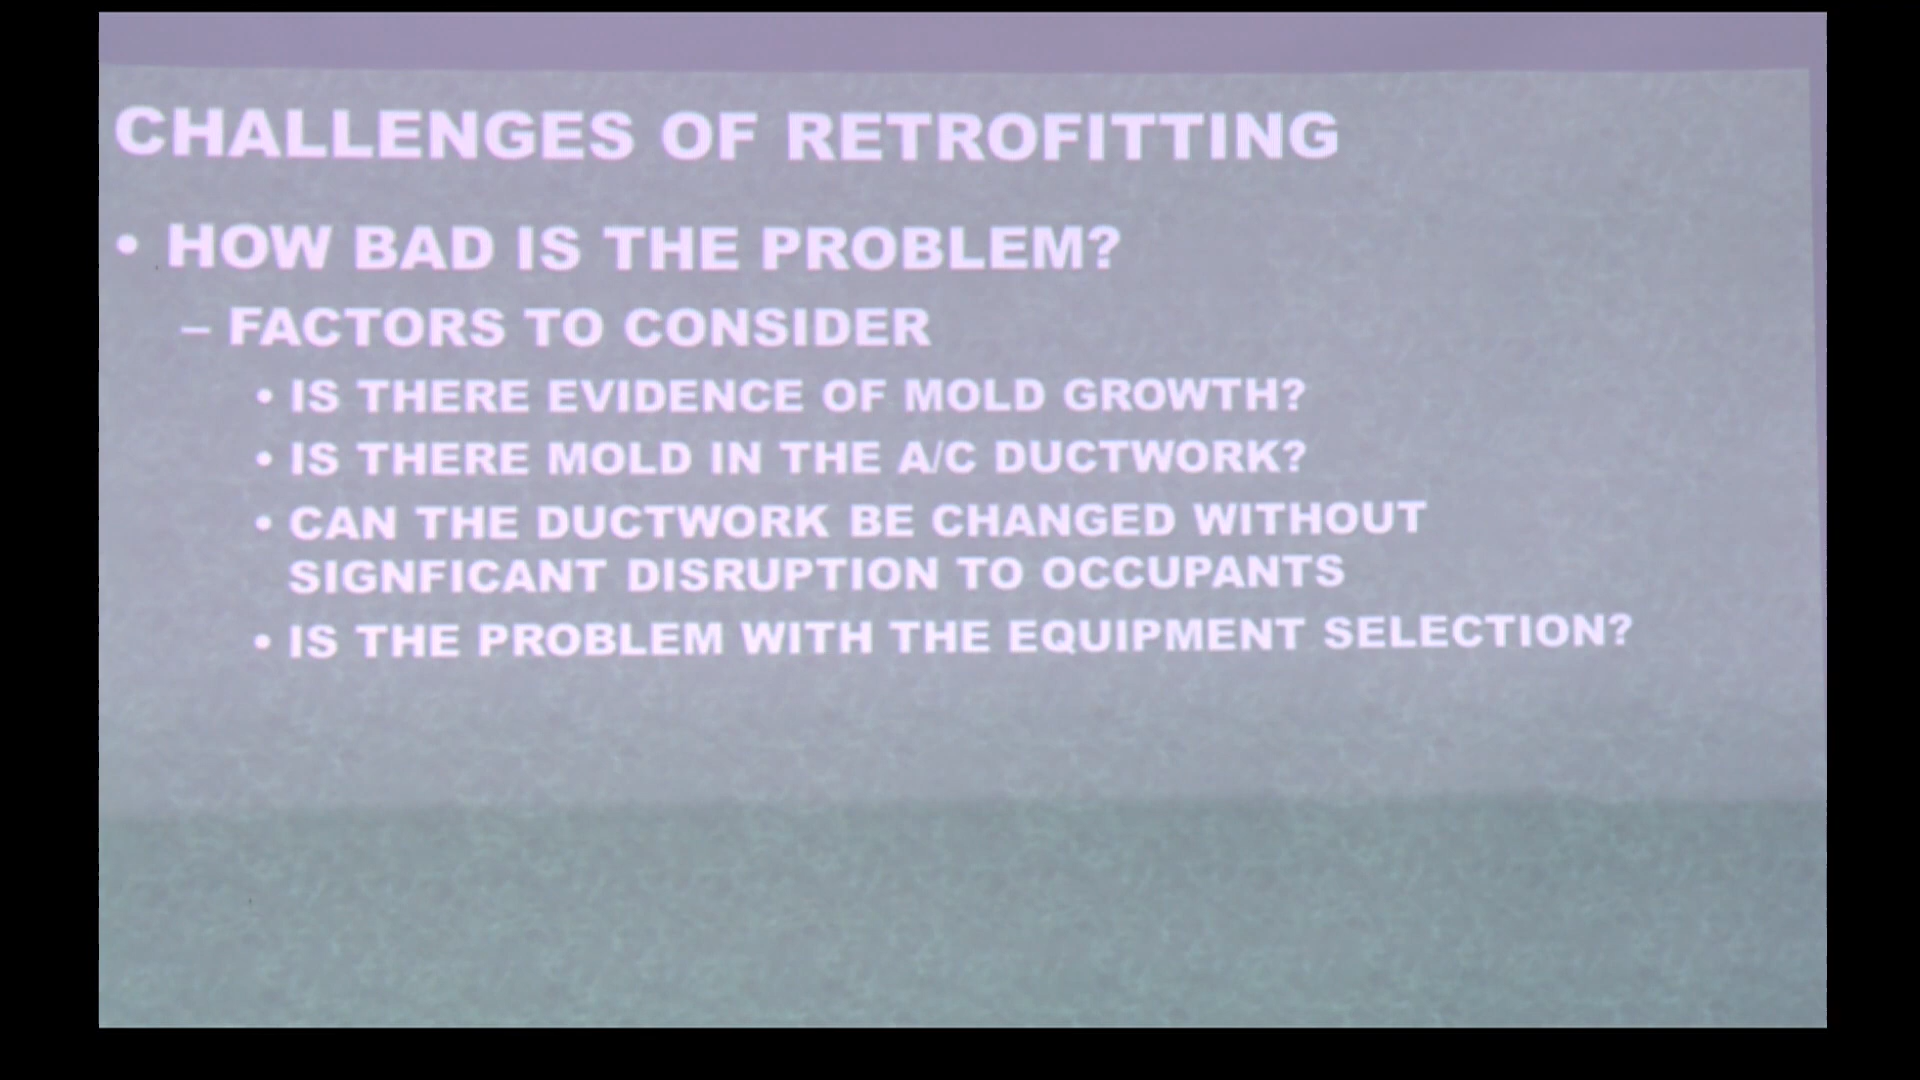 CHALLENGES OF RETROFITTING
• HOW BAD IS THE PROBLEM?
– FACTORS TO CONSIDER
• IS THERE EVIDENCE OF MOLD GROWTH?
• IS THERE MOLD IN THE A/C DUCTWORK?
• CAN THE DUCTWORK BE CHANGED WITHOUT
SIGNFICANT DISRUPTION TO OCCUPANTS
• IS THE PROBLEM WITH THE EQUIPMENT SELECTION?